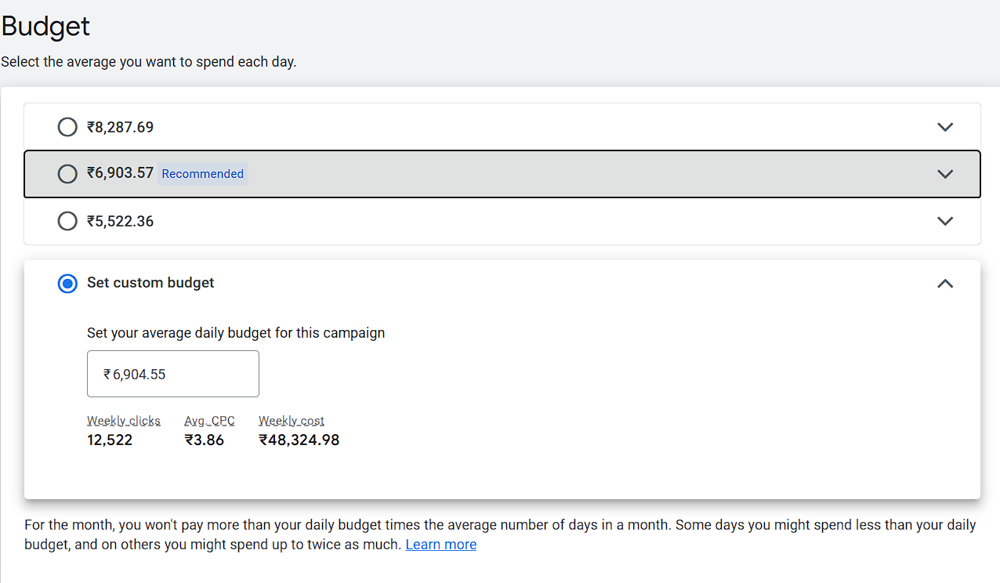 Budget
Select the average you want to spend each day.
₹8,287.69
₹6,903.57 Recommended
₹5,522.36
Set custom budget
Set your average daily budget for this campaign
₹ 6,904.55
Weekly clicks Avg. CPC Weekly cost
12,522 ₹3.86 ₹48,324.98
For the month, you won't pay more than your daily budget times the average number of days in a month. Some days you might spend less than your daily
budget, and on others you might spend up to twice as much. Learn more